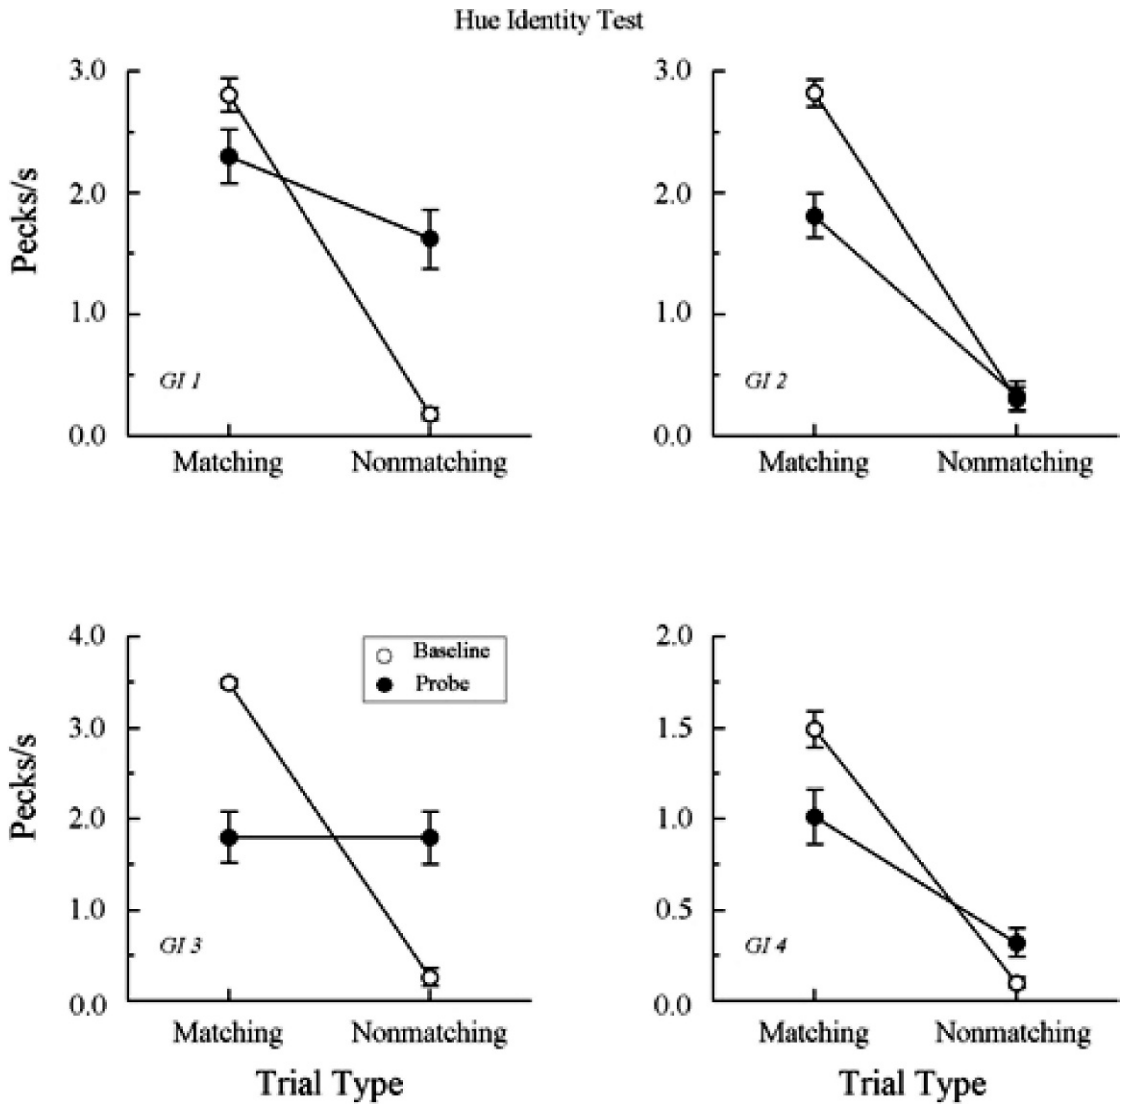 Hue Identity Test
Pecks/s
3.0
2.0
1.0
0.0
GI 1
Matching Nonmatching
3.0
2.0
1.0
0.0
GI 2
Matching Nonmatching
Pecks/s
4.0
3.0
2.0
1.0
0.0
Baseline
Probe
GI 3
Matching Nonmatching
Trial Type
2.0
1.5
1.0
0.5
0.0
GI 4
Matching Nonmatching
Trial Type